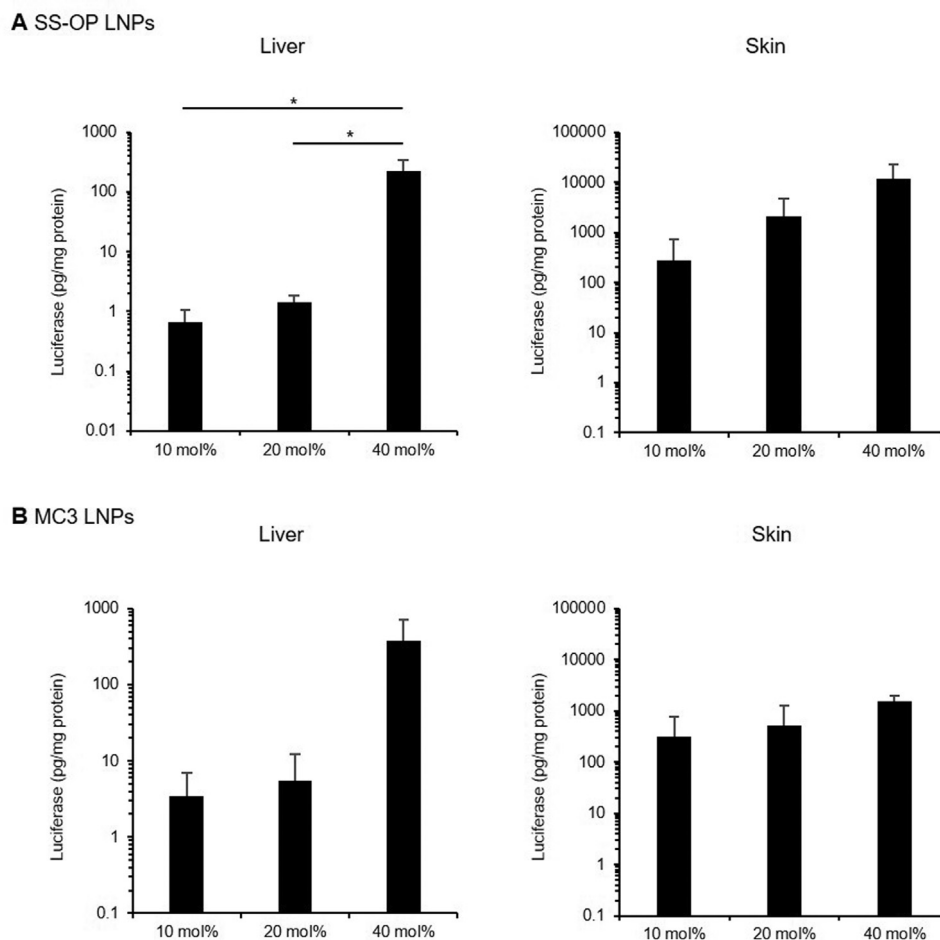 A SS-OP LNPs
Liver
Skin
*
*
Luciferase (pg/mg protein)
1000
100
10
1
0.1
0.01
10 mol%
20 mol%
40 mol%
Luciferase (pg/mg protein)
100000
10000
1000
100
10
1
0.1
10 mol%
20 mol%
40 mol%
B MC3 LNPs
Liver
Skin
Luciferase (pg/mg protein)
1000
100
10
1
0.1
10 mol%
20 mol%
40 mol%
Luciferase (pg/mg protein)
100000
10000
1000
100
10
1
0.1
10 mol%
20 mol%
40 mol%